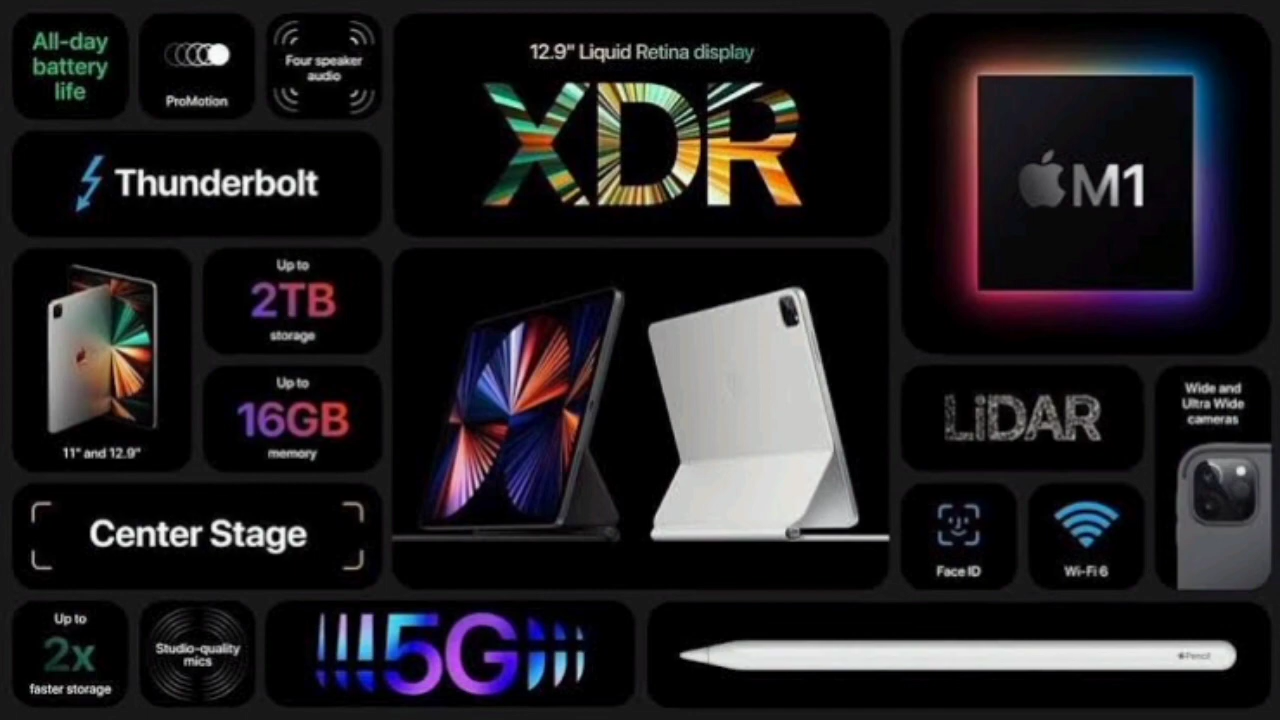 All-day
battery
life
ProMotion
Four speaker
audio
Thunderbolt
11" and 12.9"
Up to
2TB
storage
Up to
16GB
memory
Center Stage
Up to
2x
faster storage
Studio-quality
mics
5G
12.9" Liquid Retina display
XDR
M1
LiDAR
Wide and
Ultra Wide
cameras
Face ID
Wi-Fi 6
Pencil